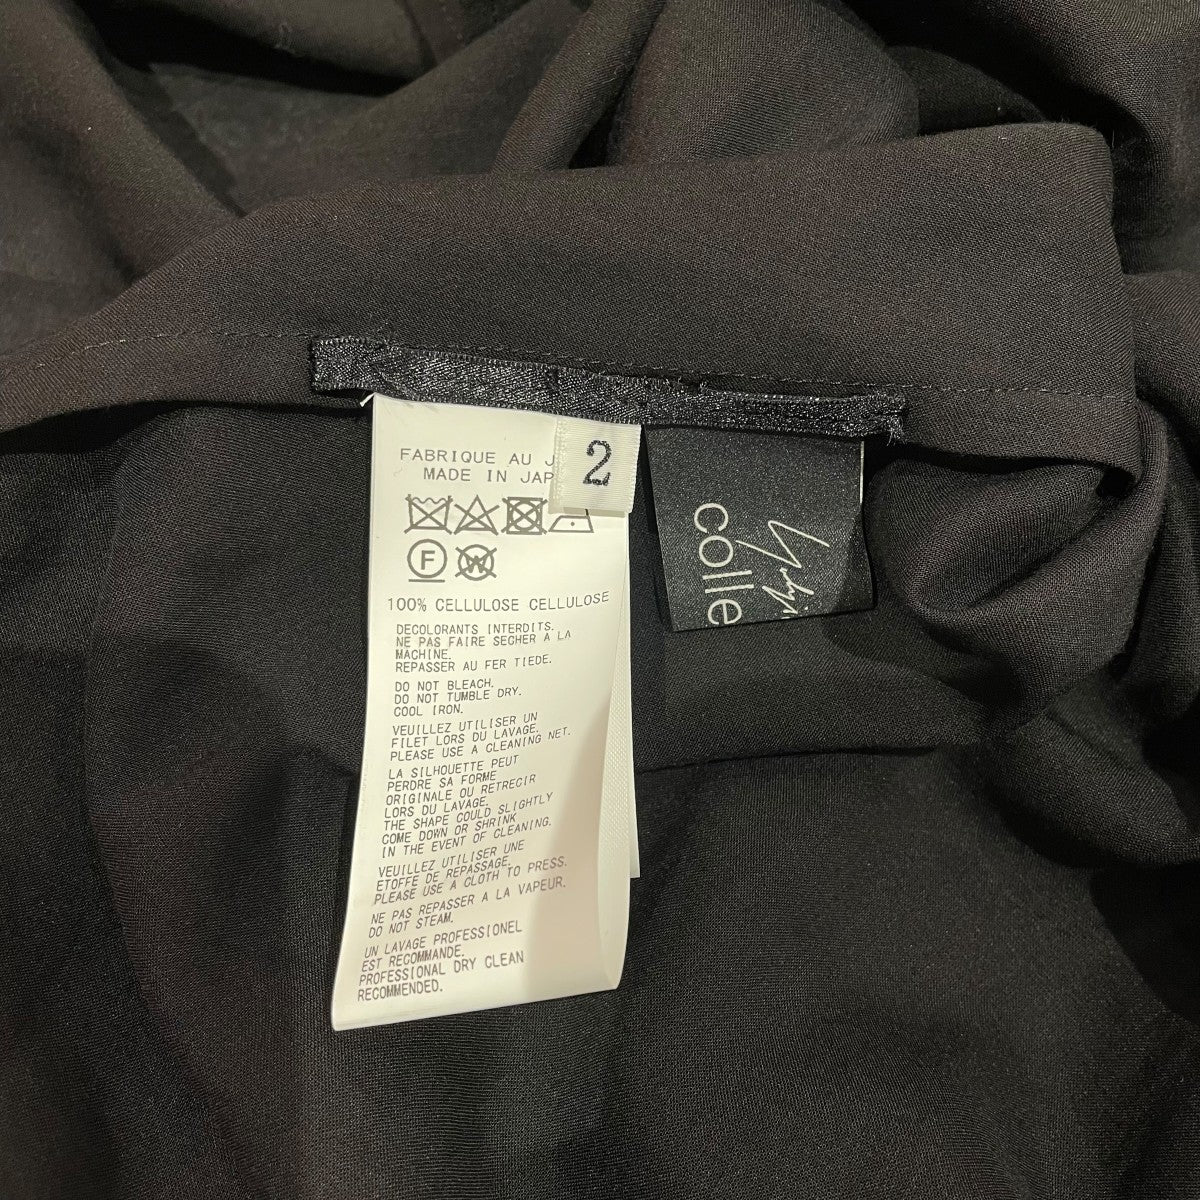 FABRIQUE AU J
MADE IN JAP
2
F
W
100% CELLULOSE CELLULOSE
DECOLORANTS INTERDITS.
NE PAS FAIRE SECHER A LA
MACHINE.
REPASSER AU FER TIEDE.
DO NOT BLEACH.
DO NOT TUMBLE DRY.
COOL IRON.
VEUILLEZ UTILISER UN
FILET LORS DU LAVAGE.
PLEASE USE A CLEANING NET.
LA SILHOUETTE PEUT
PERDRE SA FORME
ORIGINALE OU RETRECIR
LORS DU LAVAGE.
THE SHAPE COULD SLIGHTLY
COME DOWN OR SHRINK
IN THE EVENT OF CLEANING.
VEUILLEZ UTILISER UNE
ETOFFE DE REPASSAGE.
PLEASE USE A CLOTH TO PRESS.
NE PAS REPASSER A LA VAPEUR.
DO NOT STEAM.
UN LAVAGE PROFESSIONEL
EST RECOMMANDE.
PROFESSIONAL DRY CLEAN
RECOMMENDED.
Yohji
colle